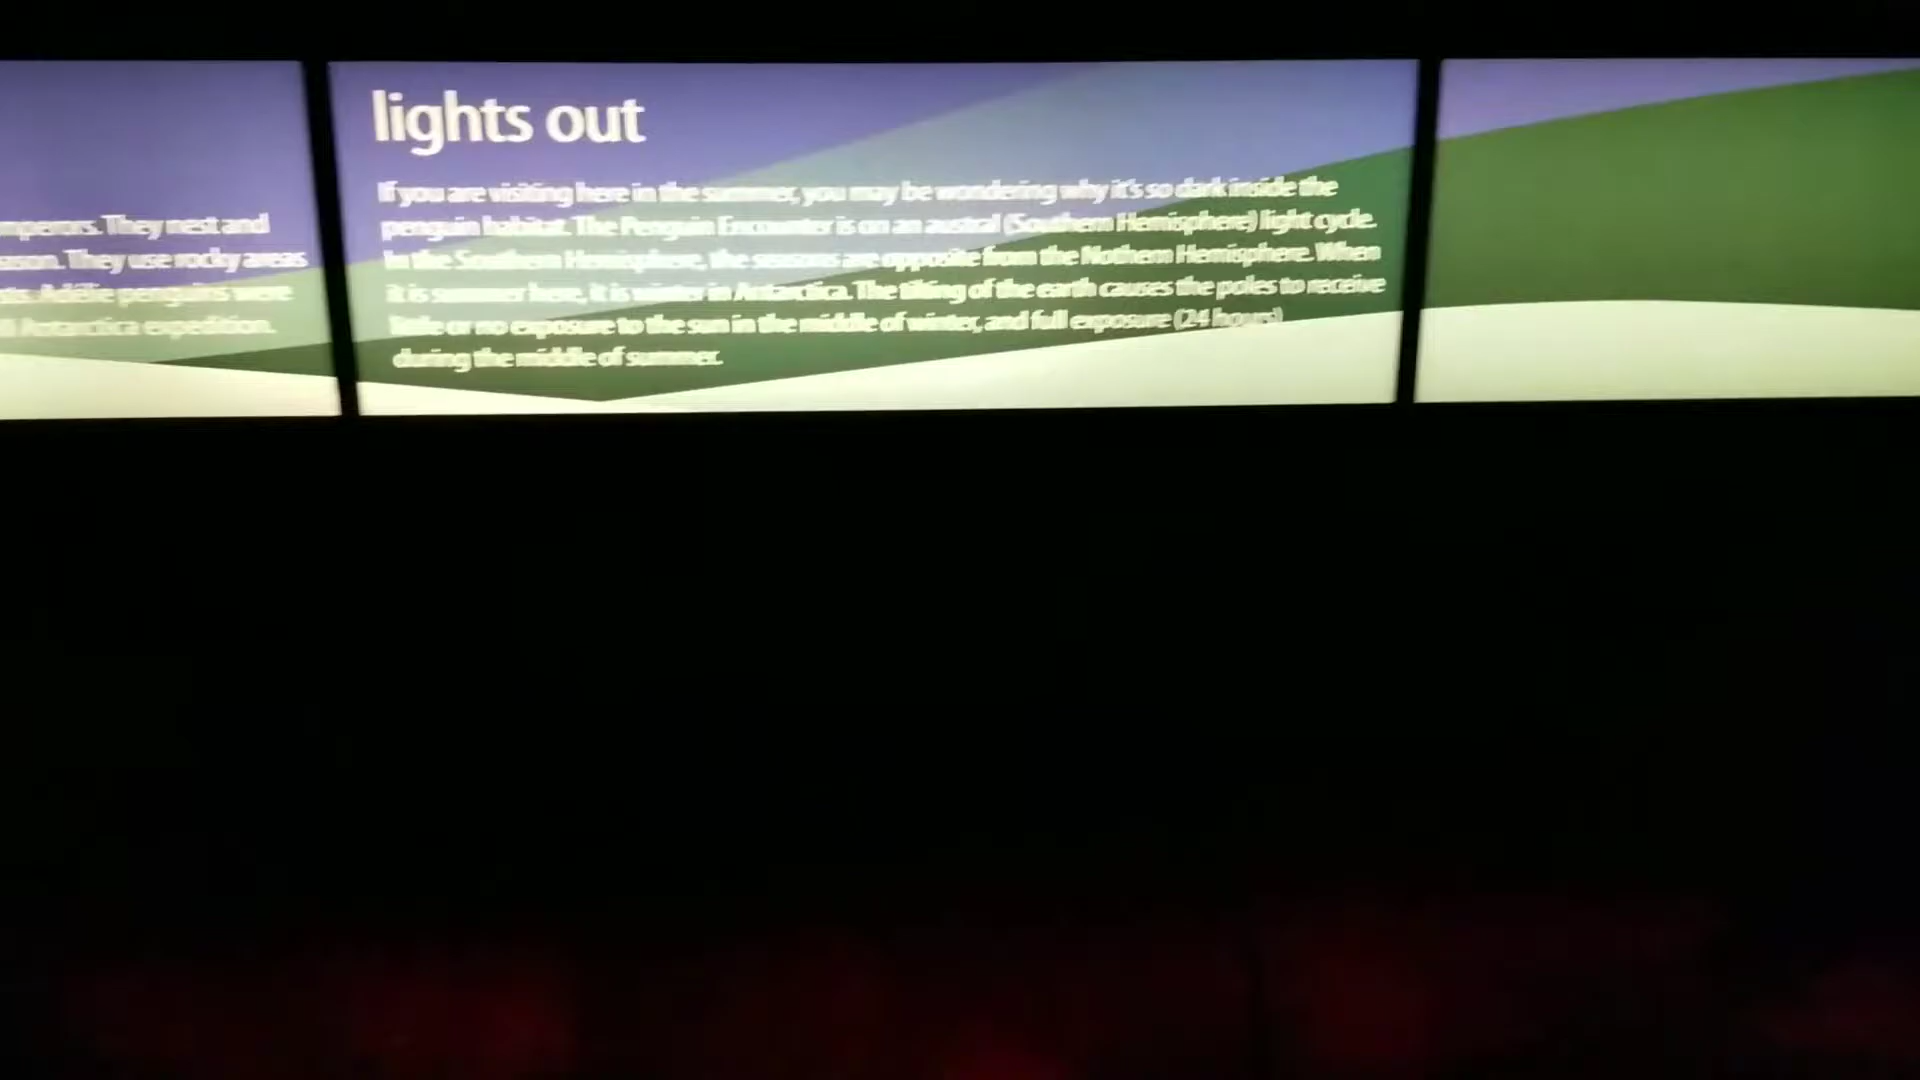 mperors. They nest and
eason. They use rocky areas
ts. Adélie penguins were
l Antarctica expedition.
lights out
If you are visiting here in the summer, you may be wondering why it's so dark inside the
penguin habitat. The Penguin Encounter is on an austral (Southern Hemisphere) light cycle.
In the Southern Hemisphere, the seasons are opposite from the Nothern Hemisphere. When
it is summer here, it is winter in Antarctica. The tilting of the earth causes the poles to receive
little or no exposure to the sun in the middle of winter, and full exposure (24 hours)
during the middle of summer.